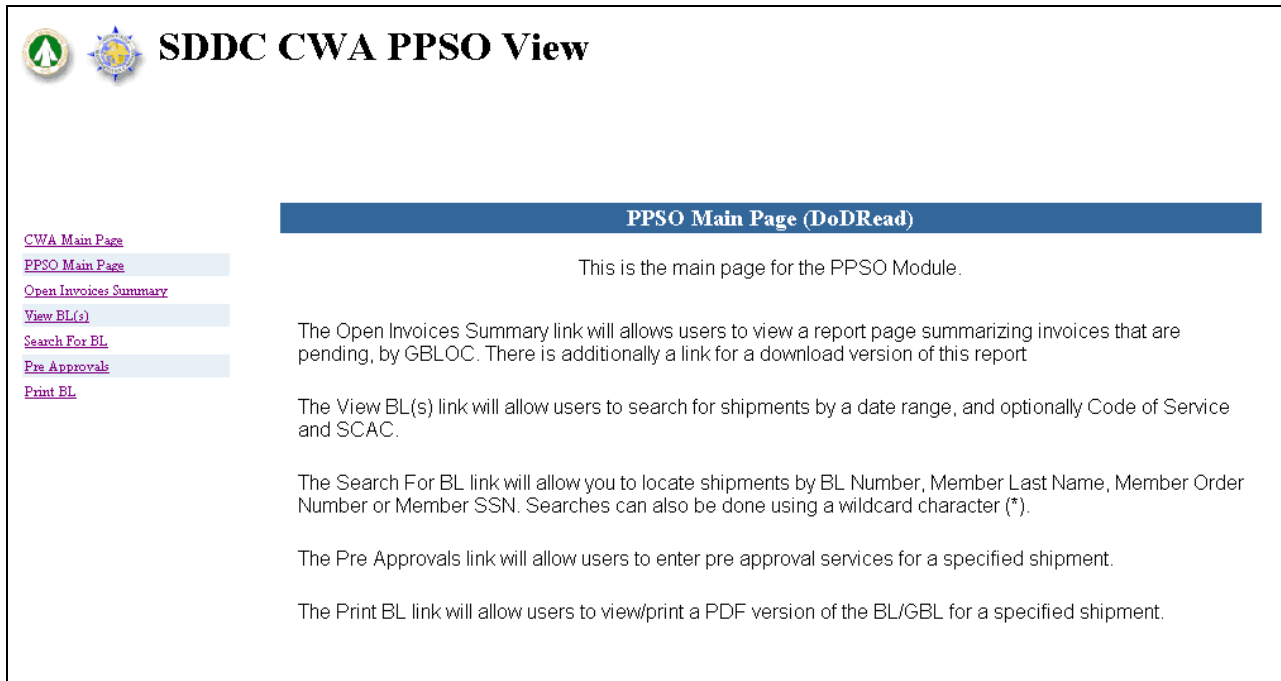 SDDC CWA PPSO View
CWA Main Page
PPSO Main Page
Open Invoices Summary
View BL(s)
Search For BL
Pre Approvals
Print BL
PPSO Main Page (DoDRead)
This is the main page for the PPSO Module.
The Open Invoices Summary link will allows users to view a report page summarizing invoices that are
pending, by GBLOC. There is additionally a link for a download version of this report
The View BL(s) link will allow users to search for shipments by a date range, and optionally Code of Service
and SCAC.
The Search For BL link will allow you to locate shipments by BL Number, Member Last Name, Member Order
Number or Member SSN. Searches can also be done using a wildcard character (*).
The Pre Approvals link will allow users to enter pre approval services for a specified shipment.
The Print BL link will allow users to view/print a PDF version of the BL/GBL for a specified shipment.